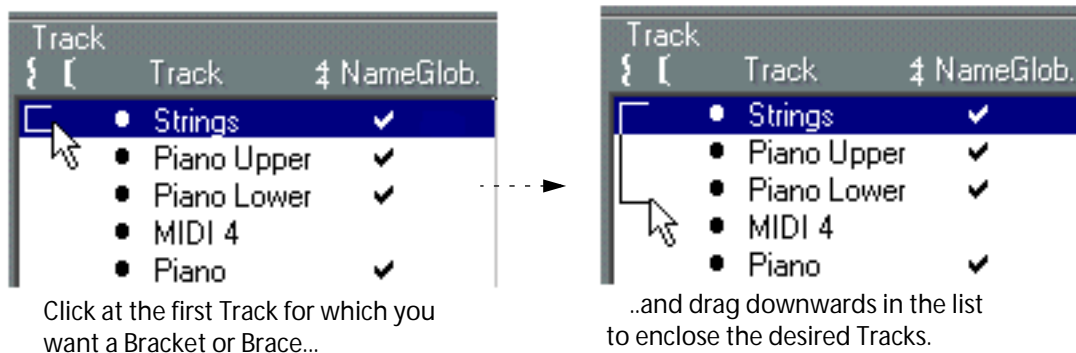 Track
{ [ Track NameGlob.
Strings ✓
Piano Upper ✓
Piano Lower ✓
MIDI 4
Piano ✓
Click at the first Track for which you
want a Bracket or Brace...
Track
{ [ Track NameGlob.
Strings ✓
Piano Upper ✓
Piano Lower ✓
MIDI 4
Piano ✓
..and drag downwards in the list
to enclose the desired Tracks.